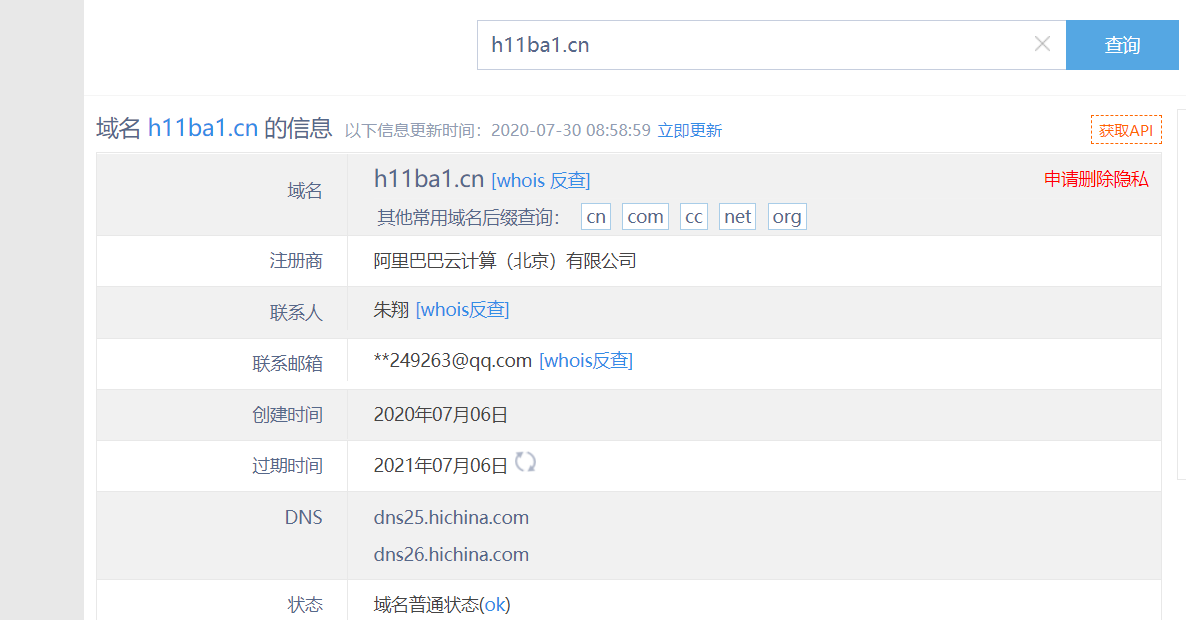 h11ba1.cn
查询
域名 h11ba1.cn 的信息 以下信息更新时间：2020-07-30 08:58:59 立即更新
获取API
域名
h11ba1.cn [whois 反查]
申请删除隐私
其他常用域名后缀查询： cn com cc net org
注册商 阿里巴巴云计算（北京）有限公司
联系人 朱翔 [whois反查]
联系邮箱 **249263@qq.com [whois反查]
创建时间 2020年07月06日
过期时间 2021年07月06日
DNS dns25.hichina.com
dns26.hichina.com
状态 域名普通状态(ok)